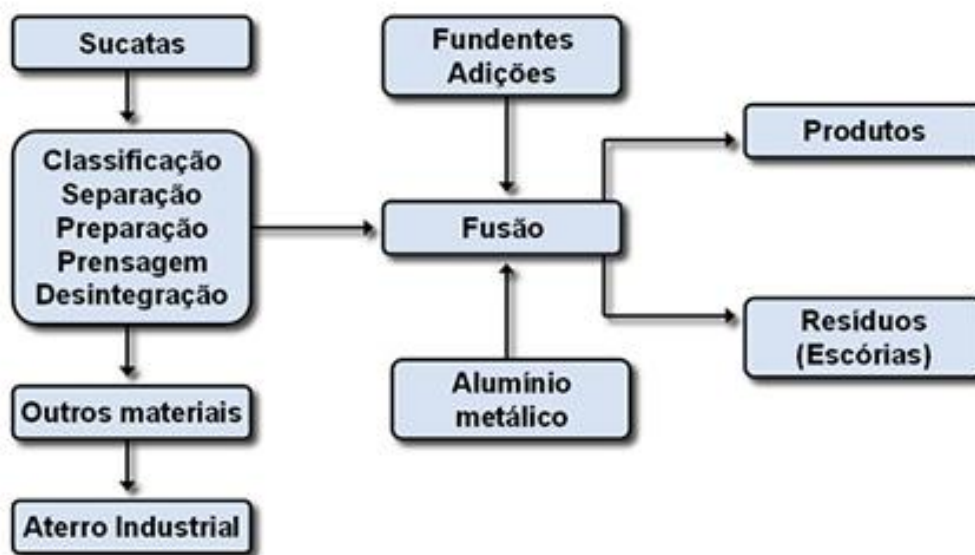 Sucatas
Classificação
Separação
Preparação
Prensagem
Desintegração
Outros materiais
Aterro Industrial
Fundentes
Adições
Fusão
Alumínio
metálico
Produtos
Resíduos
(Escórias)